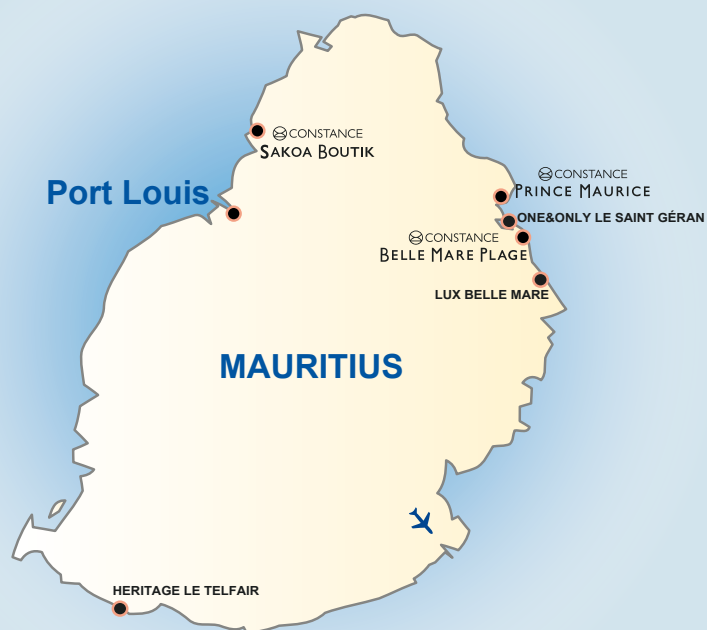 CONSTANCE
SAKOA BOUTIK
CONSTANCE
PRINCE MAURICE
Port Louis
ONE&ONLY LE SAINT GÉRAN
CONSTANCE
BELLE MARE PLAGE
LUX BELLE MARE
MAURITIUS
HERITAGE LE TELFAIR